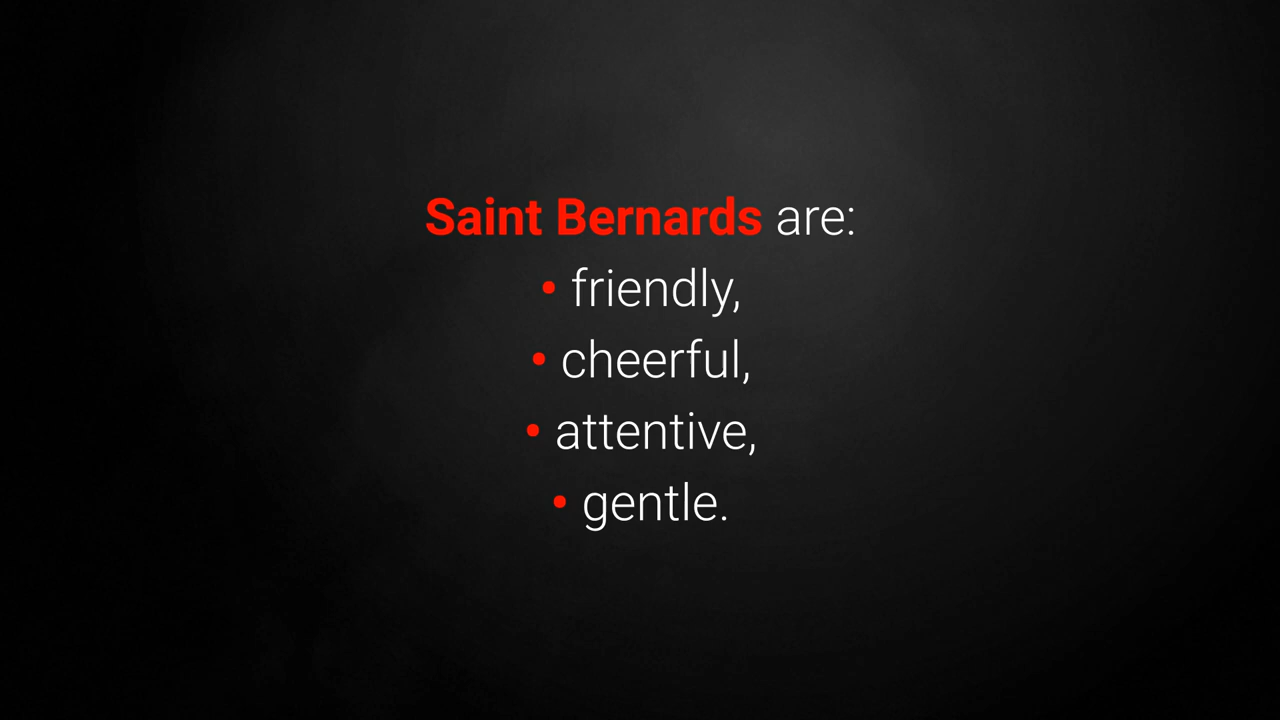 Saint Bernards are:
• friendly,
• cheerful,
• attentive,
• gentle.